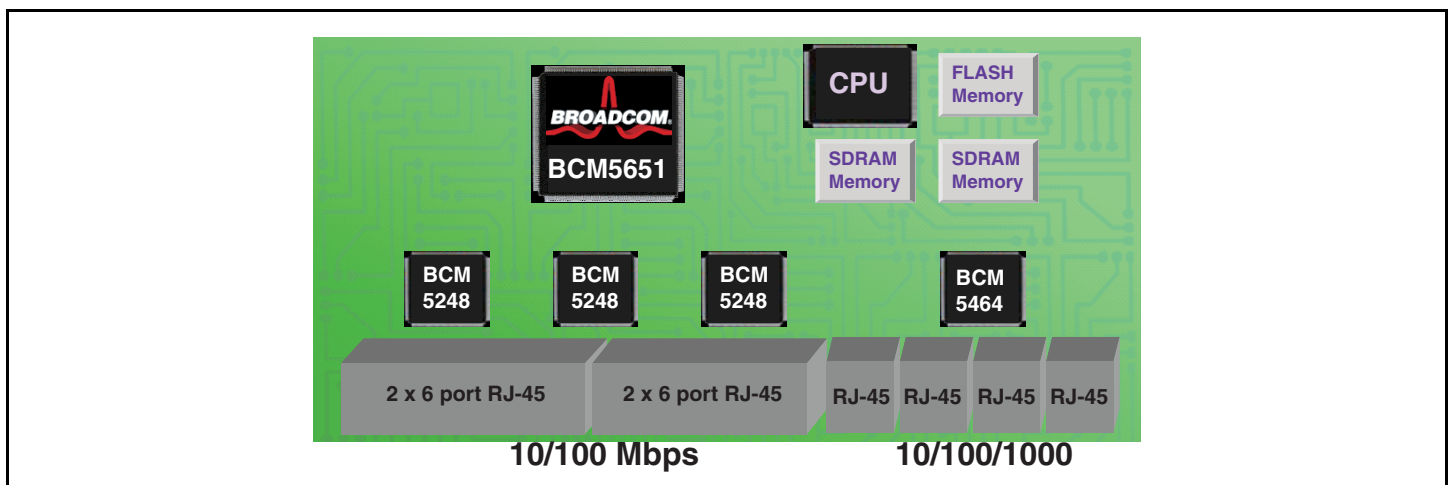 BROADCOM®
BCM5651
CPU
FLASH
Memory
SDRAM
Memory
SDRAM
Memory
BCM
5248
BCM
5248
BCM
5248
BCM
5464
2 x 6 port RJ-45
2 x 6 port RJ-45
RJ-45
RJ-45
RJ-45
RJ-45
10/100 Mbps
10/100/1000